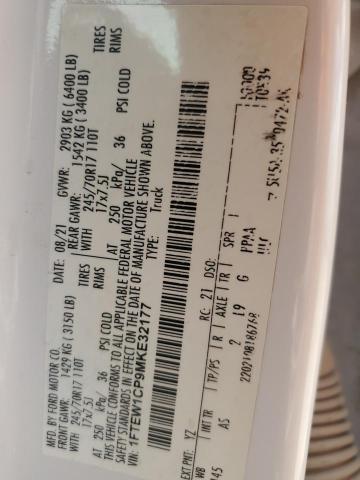 MFD. BY FORD MOTOR CO.
DATE: 08/21 GVWR: 2903 KG ( 6400 LB)
FRONT GAWR: 1429 KG (3150 LB) REAR GAWR: 1542 KG ( 3400 LB)
245/70R17 110T TIRES WITH 245/70R17 110T TIRES
17x7.5J RIMS 17x7.5J RIMS
AT 250 kPa/ 36 PSI COLD AT 250 kPa/ 36 PSI COLD
THIS VEHICLE CONFORMS TO ALL APPLICABLE FEDERAL MOTOR VEHICLE
SAFETY STANDARDS IN EFFECT ON THE DATE OF MANUFACTURE SHOWN ABOVE.
VIN: 1FTEW1CP9MKE32177 TYPE: Truck
EXT PNT: YZ RC: 21 DSO:
WB INT TR TP/PS R AXLE TR SPR
145 AS 2 19 G I PPAA
2202108186768